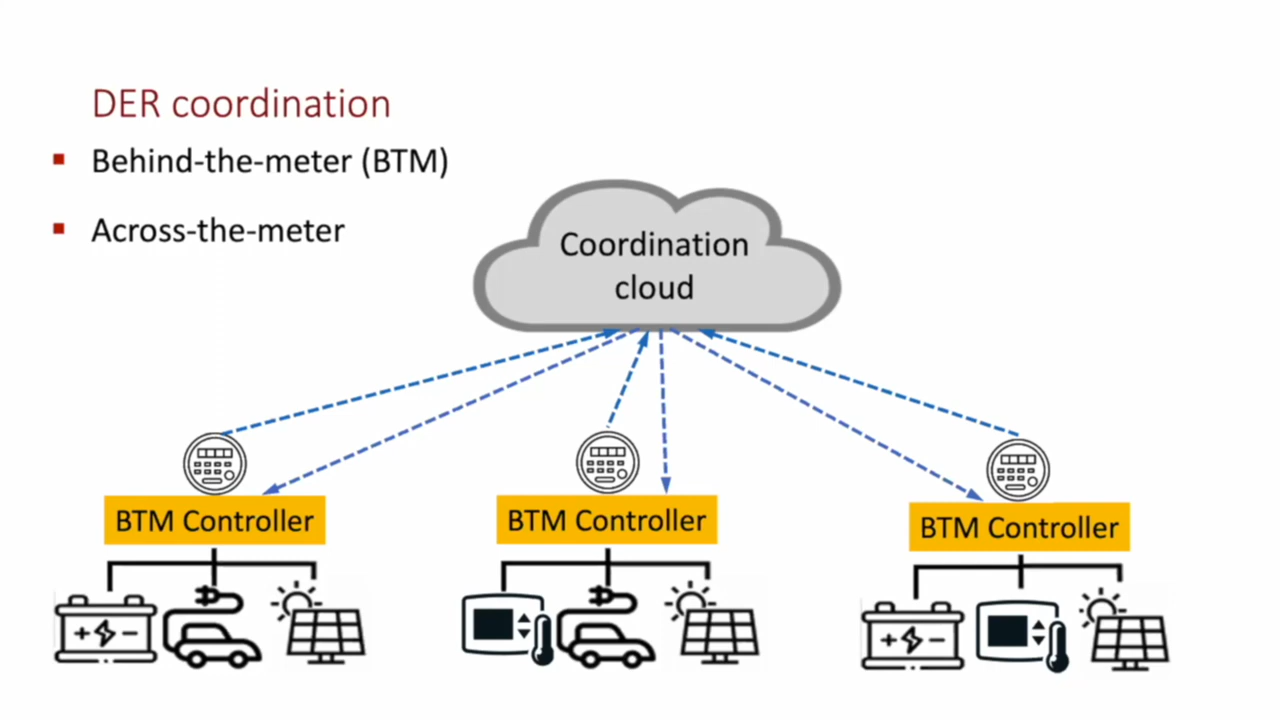 DER coordination
Behind-the-meter (BTM)
Across-the-meter
Coordination
cloud
BTM Controller
BTM Controller
BTM Controller